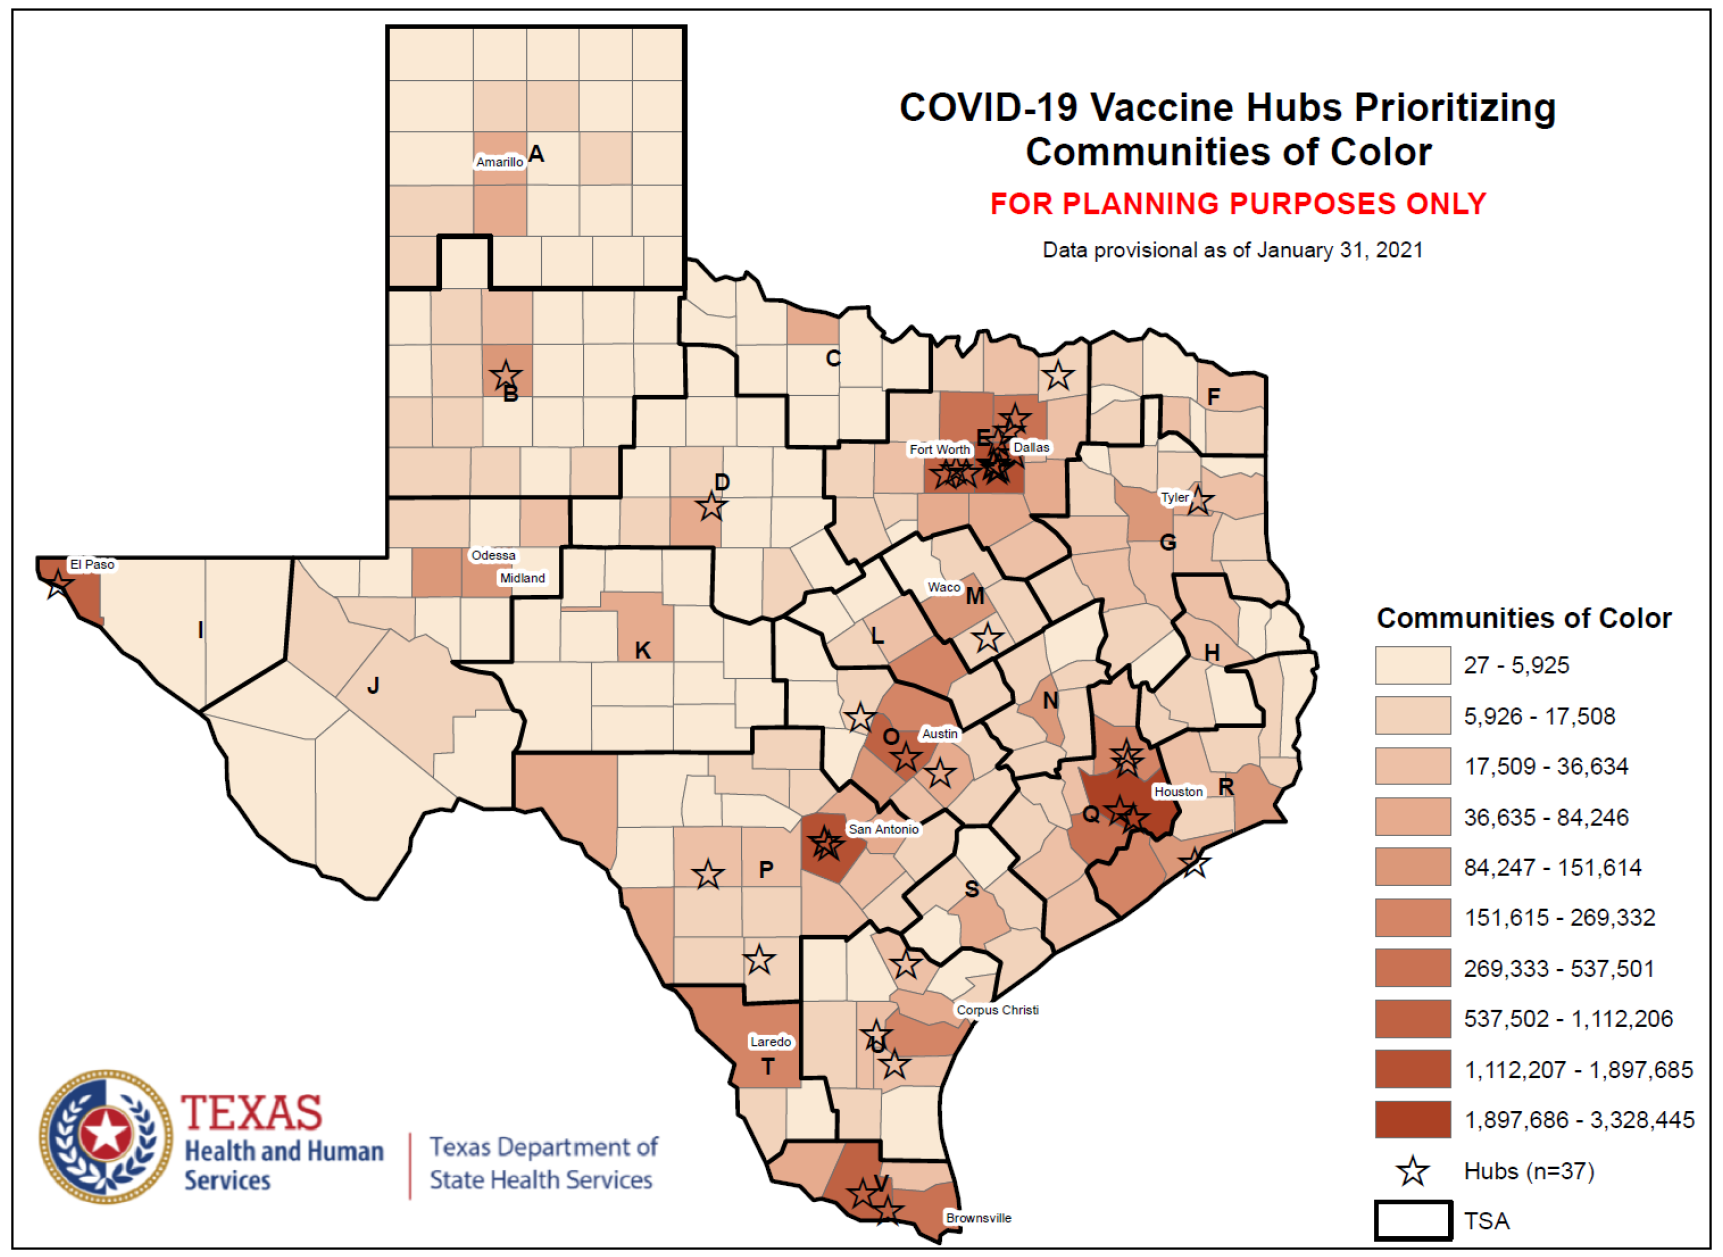 COVID-19 Vaccine Hubs Prioritizing
Communities of Color
FOR PLANNING PURPOSES ONLY
Data provisional as of January 31, 2021
Amarillo
A
B
C
D
E
F
Fort Worth
Dallas
Tyler
G
El Paso
Odessa
Midland
I
J
K
L
Waco
M
H
N
O
Austin
Houston
Q
R
San Antonio
P
S
Corpus Christi
U
Laredo
T
V
Brownsville
Communities of Color
27 - 5,925
5,926 - 17,508
17,509 - 36,634
36,635 - 84,246
84,247 - 151,614
151,615 - 269,332
269,333 - 537,501
537,502 - 1,112,206
1,112,207 - 1,897,685
1,897,686 - 3,328,445
Hubs (n=37)
TSA
TEXAS
Health and Human
Services
Texas Department of
State Health Services